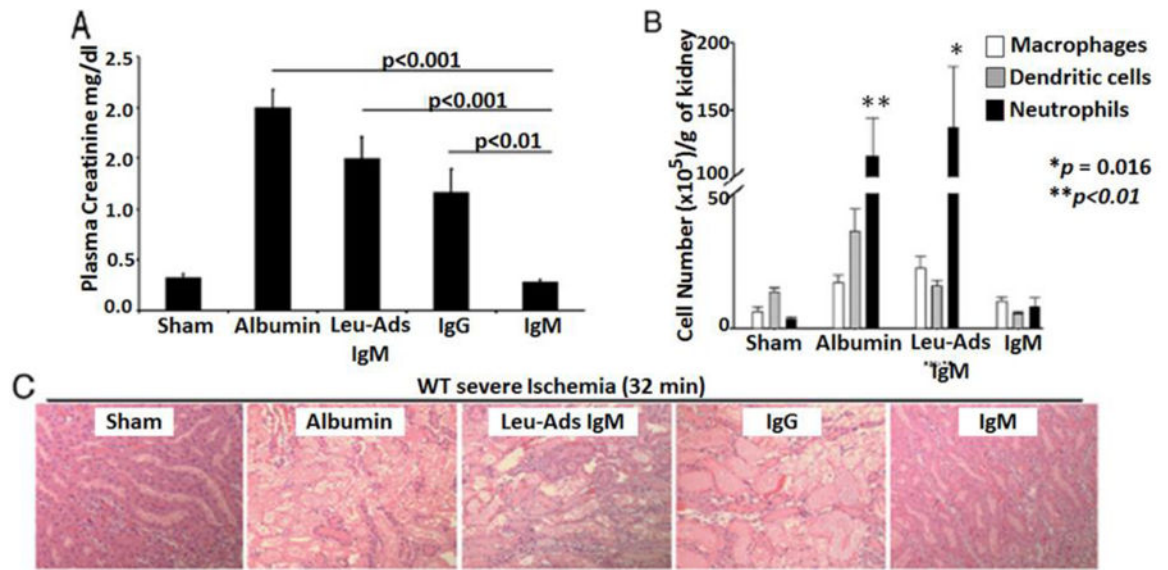 A
Plasma Creatinine mg/dl
2.5
2.0
2.0
1.0
0.5
0.0
p<0.001
p<0.001
p<0.01
Sham
Albumin
Leu-Ads
IgM
IgG
IgM
B
Cell Number (x10⁵)/g of kidney
200
150
100
50
0
**
*
Macrophages
Dendritic cells
Neutrophils
*p = 0.016
**p<0.01
Sham
Albumin
Leu-Ads
IgM
IgM
C
WT severe Ischemia (32 min)
Sham
Albumin
Leu-Ads IgM
IgG
IgM